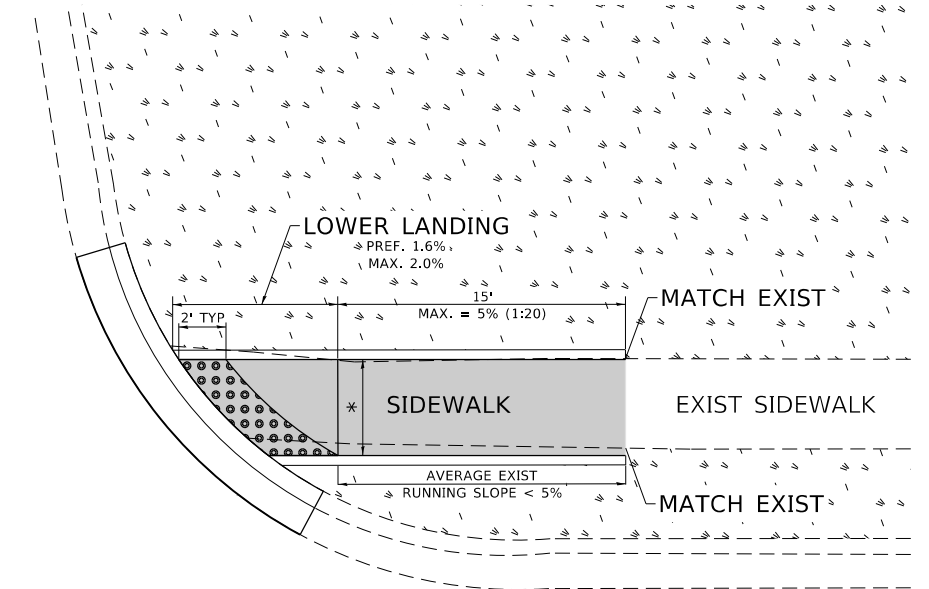 LOWER LANDING
PREF. 1.6%
MAX. 2.0%
15'
MAX. = 5% (1:20)
2' TYP
MATCH EXIST
*
SIDEWALK
EXIST SIDEWALK
AVERAGE EXIST
RUNNING SLOPE < 5%
MATCH EXIST